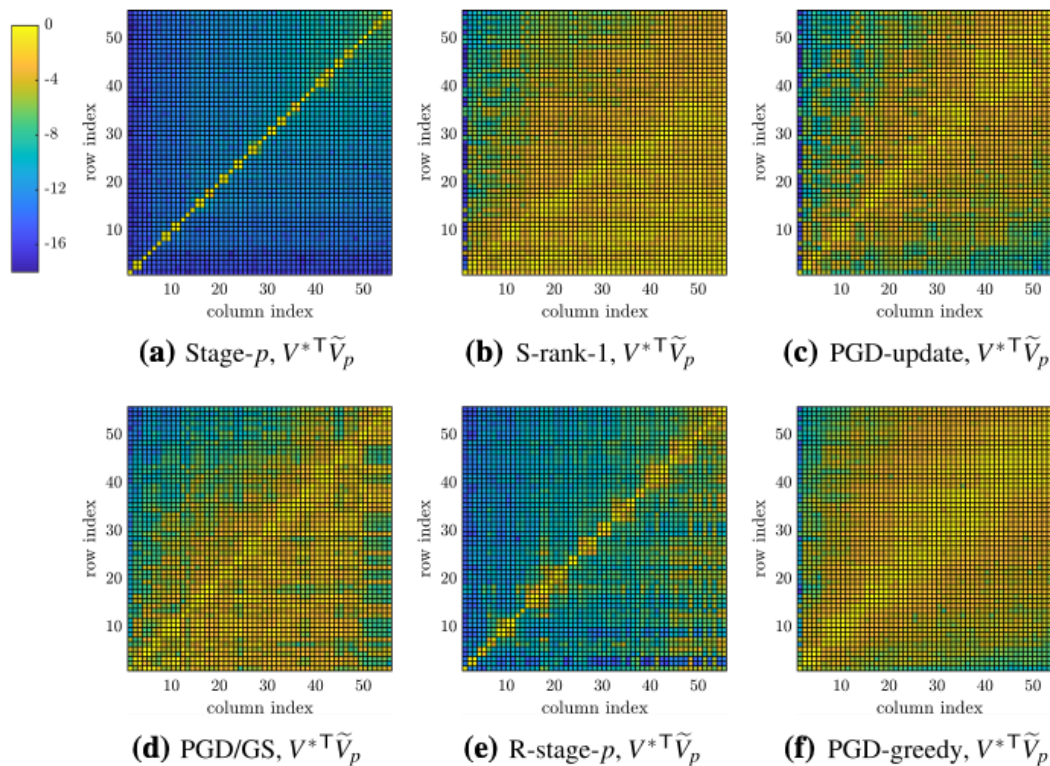 0
-4
-8
-12
-16
50
40
30
20
10
row index
10 20 30 40 50
column index
(a) Stage-p, V*ᵀṼₚ
50
40
30
20
10
row index
10 20 30 40 50
column index
(b) S-rank-1, V*ᵀṼₚ
50
40
30
20
10
row index
10 20 30 40 50
column index
(c) PGD-update, V*ᵀṼₚ
50
40
30
20
10
row index
10 20 30 40 50
column index
(d) PGD/GS, V*ᵀṼₚ
50
40
30
20
10
row index
10 20 30 40 50
column index
(e) R-stage-p, V*ᵀṼₚ
50
40
30
20
10
row index
10 20 30 40 50
column index
(f) PGD-greedy, V*ᵀṼₚ